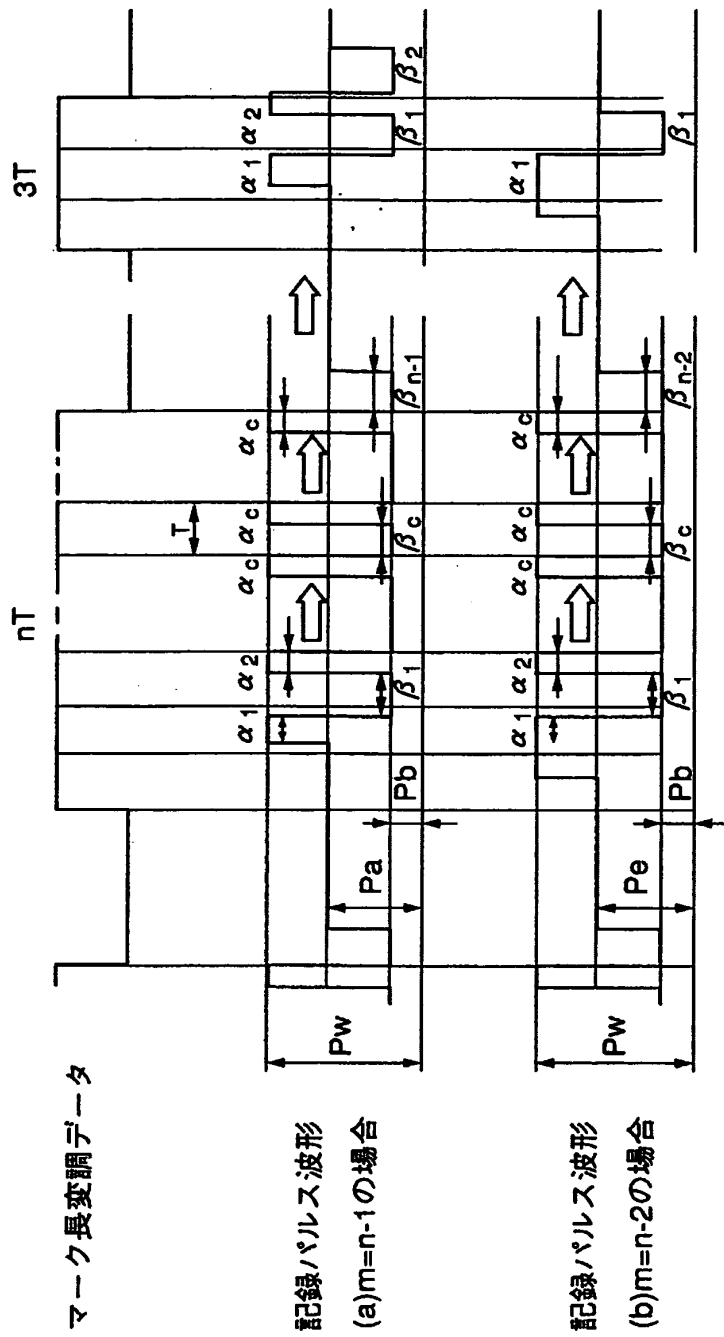 nT
3T
マーク長変調データ
T
α1
α2
αc
αc
αc
α1
α2
記録パルス波形
(a)m=n-1の場合
Pw
Pa
Pb
β1
βc
βn-1
β1
β2
α1
α2
αc
αc
αc
α1
記録パルス波形
(b)m=n-2の場合
Pw
Pe
Pb
β1
βc
βn-2
β1